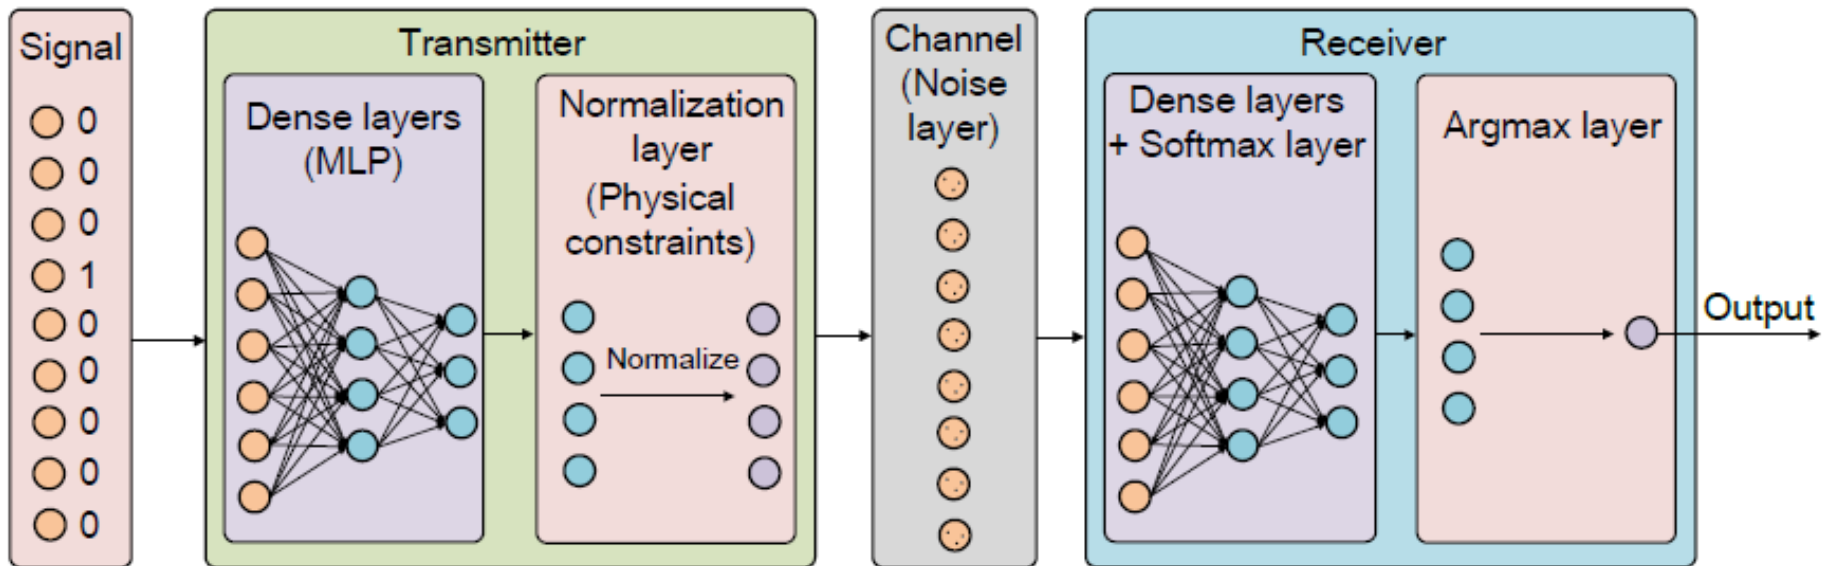 Signal
0
0
0
1
0
0
0
0
0
Transmitter
Dense layers
(MLP)
Normalization
layer
(Physical
constraints)
Normalize
Channel
(Noise
layer)
Receiver
Dense layers
+ Softmax layer
Argmax layer
Output